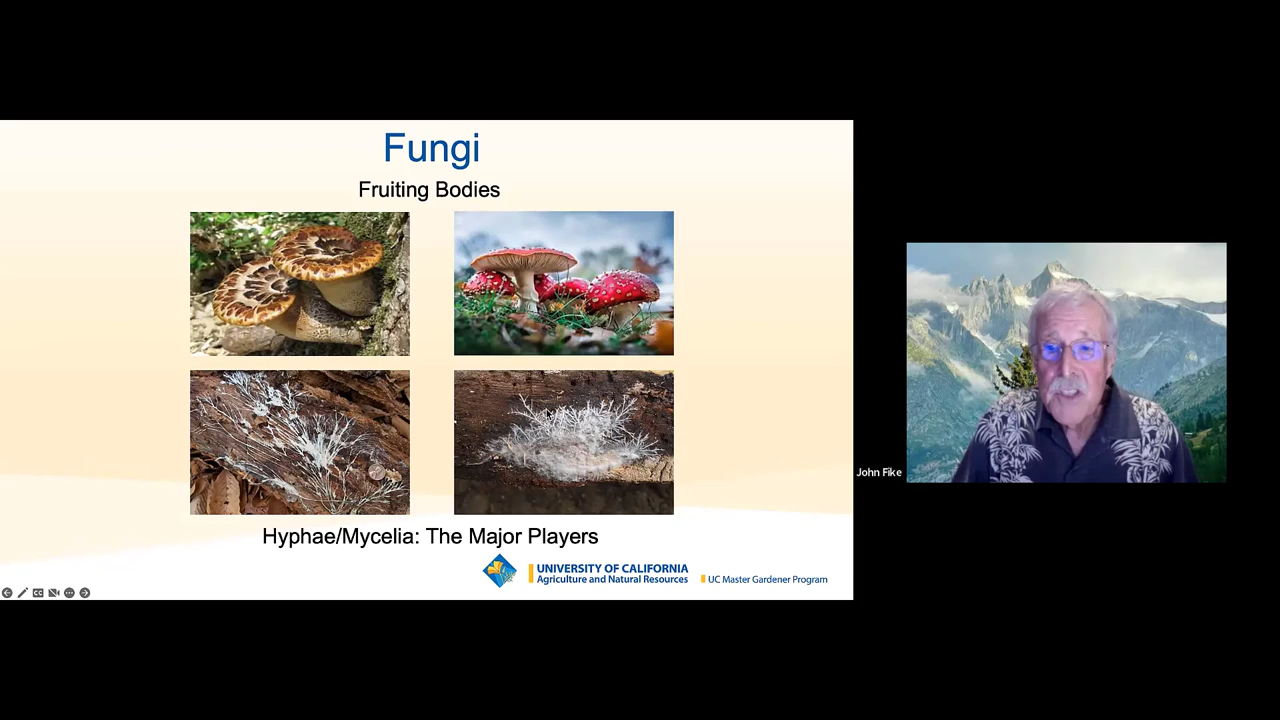 Fungi
Fruiting Bodies
Hyphae/Mycelia: The Major Players
UNIVERSITY OF CALIFORNIA
Agriculture and Natural Resources
UC Master Gardener Program
John Fike
CC